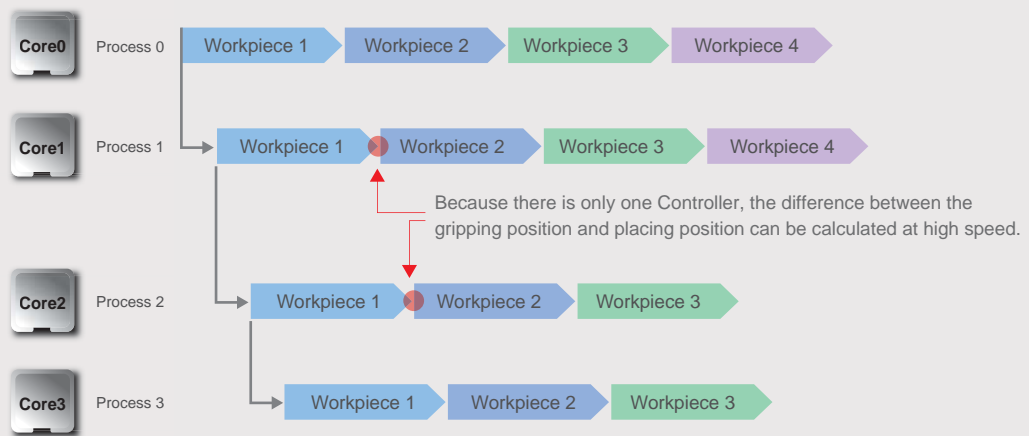 Core0
Process 0
Workpiece 1
Workpiece 2
Workpiece 3
Workpiece 4
Core1
Process 1
Workpiece 1
Workpiece 2
Workpiece 3
Workpiece 4
Because there is only one Controller, the difference between the
gripping position and placing position can be calculated at high speed.
Core2
Process 2
Workpiece 1
Workpiece 2
Workpiece 3
Core3
Process 3
Workpiece 1
Workpiece 2
Workpiece 3